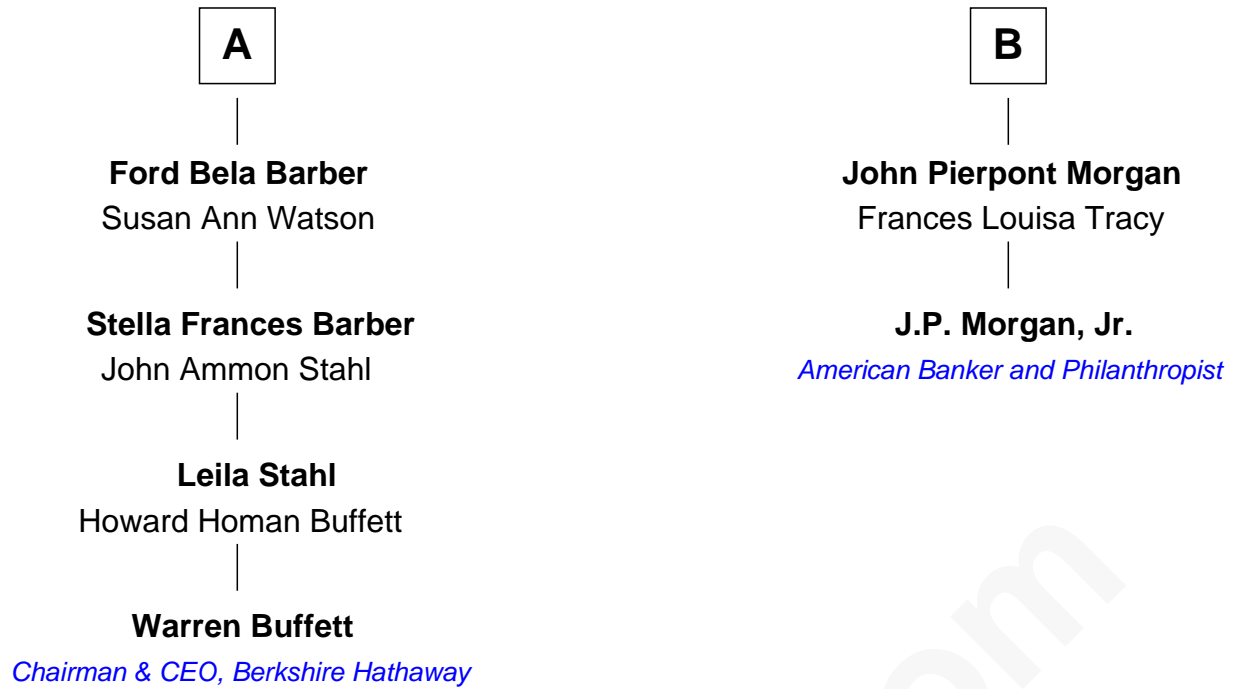 A
Ford Bela Barber
Susan Ann Watson
Stella Frances Barber
John Ammon Stahl
Leila Stahl
Howard Homan Buffett
Warren Buffett
Chairman & CEO, Berkshire Hathaway
B
John Pierpont Morgan
Frances Louisa Tracy
J.P. Morgan, Jr.
American Banker and Philanthropist
om